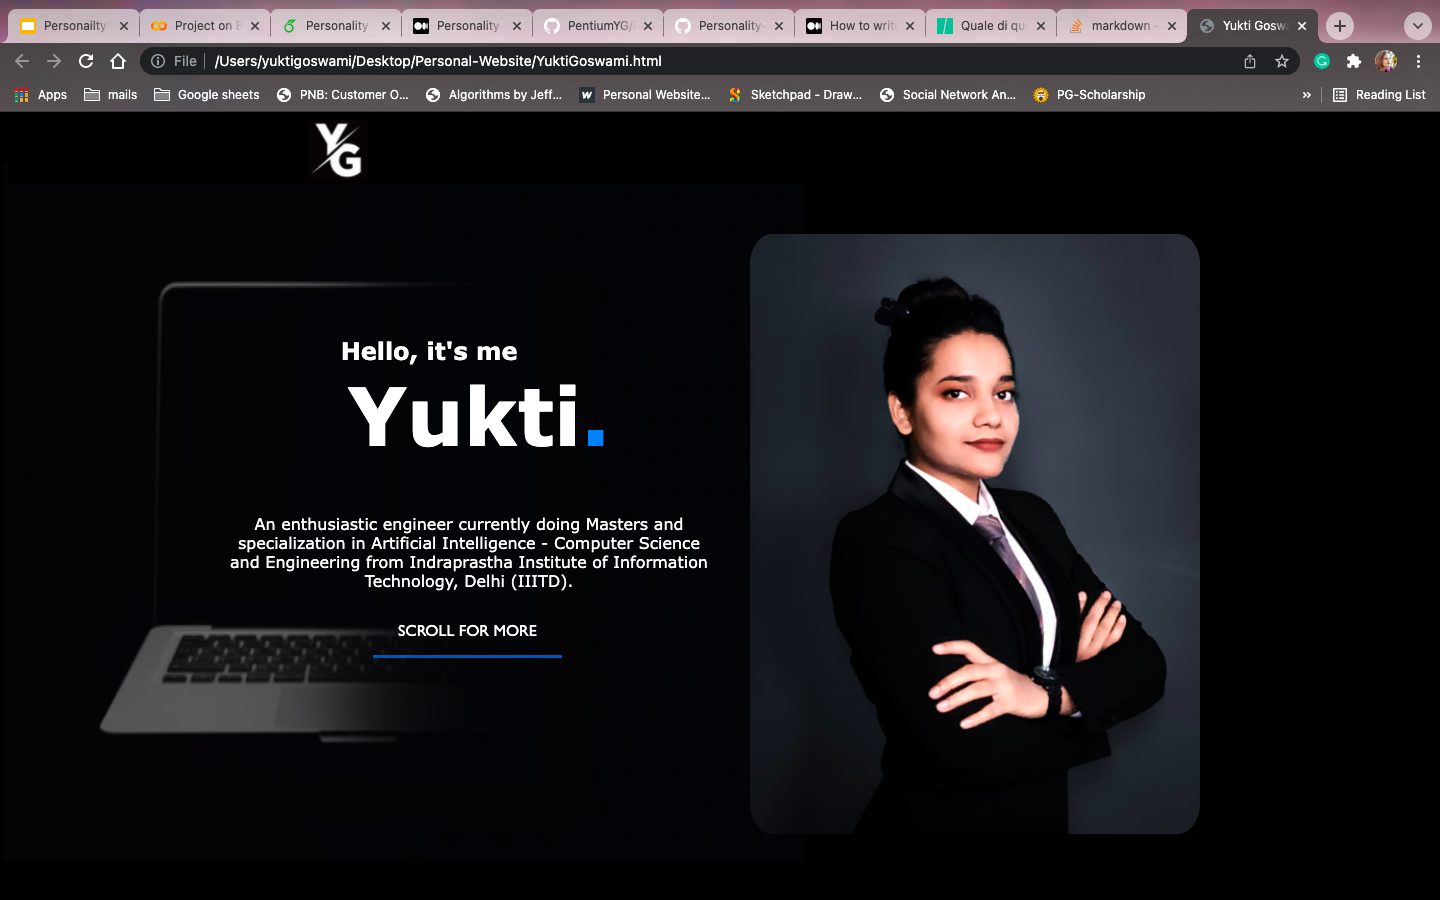 Personailty
Project on B
Personality
Personality
PentiumYG/
Personality-
How to write
Quale di qu
markdown -
Yukti Gosw
File
/Users/yuktigoswami/Desktop/Personal-Website/YuktiGoswami.html
Apps
mails
Google sheets
PNB: Customer O...
Algorithms by Jeff...
Personal Website...
Sketchpad - Draw...
Social Network An...
PG-Scholarship
»
Reading List
YG
Hello, it's me
Yukti.
An enthusiastic engineer currently doing Masters and
specialization in Artificial Intelligence - Computer Science
and Engineering from Indraprastha Institute of Information
Technology, Delhi (IIITD).
SCROLL FOR MORE